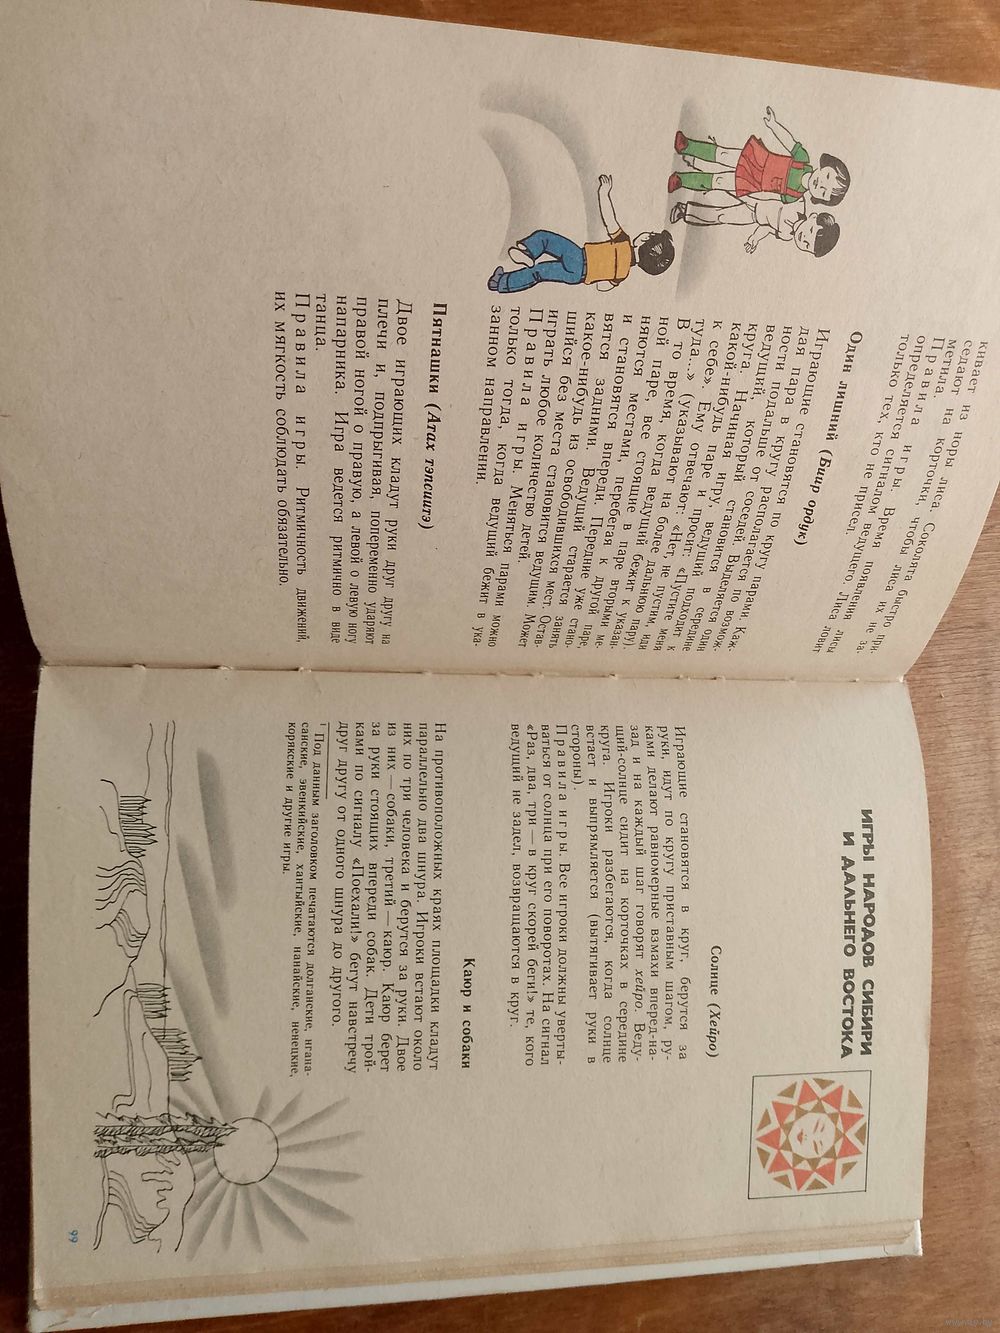 кивает из норы лиса. Соколята быстро при-
седают на корточки, чтобы лиса их не за-
метила.
Правила игры. Время появления лисы
определяется сигналом ведущего. Лиса ловит
только тех, кто не присел.
Один лишний (Биир ордук)
Играющие становятся по кругу парами. Каж-
дая пара в кругу располагается по возмож-
ности подальше от соседей. Выделяется один
ведущий, который становится в середине
круга. Начиная игру, ведущий подходит к
какой-нибудь паре и просит: «Пустите меня
к себе». Ему отвечают: «Нет, не пустим, иди
туда...» (указывают на более дальнюю пару).
В то время, когда ведущий бежит к указан-
ной паре, все стоящие в паре вторыми ме-
няются местами, перебегая к другой паре,
и становятся впереди. Передние уже стано-
вятся задними. Ведущий старается занять
какое-нибудь из освободившихся мест. Остав-
шийся без места становится ведущим. Может
играть любое количество детей.
Правила игры. Меняться парами можно
только тогда, когда ведущий бежит в ука-
занном направлении.
Пятнашки (Атах тэпсиитэ)
Двое играющих кладут руки друг другу на
плечи и, подпрыгивая, попеременно ударяют
правой ногой о правую, а левой о левую ногу
напарника. Игра ведется ритмично в виде
танца.
Правила игры. Ритмичность движений,
их мягкость соблюдать обязательно.
ИГРЫ НАРОДОВ СИБИРИ
И ДАЛЬНЕГО ВОСТОКА
Солнце (Хейро)
Играющие становятся в круг, берутся за
руки, идут по кругу приставным шагом, ру-
ками делают равномерные взмахи вперед-на-
зад и на каждый шаг говорят хейро. Веду-
щий-солнце сидит на корточках в середине
круга. Игроки разбегаются, когда солнце
встает и выпрямляется (вытягивает руки в
стороны).
Правила игры. Все игроки должны уверты-
ваться от солнца при его поворотах. На сигнал
«Раз, два, три — в круг скорей беги!» те, кого
ведущий не задел, возвращаются в круг.
Каюр и собаки
На противоположных краях площадки кладут
параллельно два шнура. Игроки встают около
них по три человека и берутся за руки. Двое
из них — собаки, третий — каюр. Каюр берет
за руки стоящих впереди собак. Дети трой-
ками по сигналу «Поехали!» бегут навстречу
друг другу от одного шнура до другого.
¹ Под данным заголовком печатаются долганские, нгана-
санские, эвенкийские, хантыйские, нанайские, ненецкие,
корякские и другие игры.
99